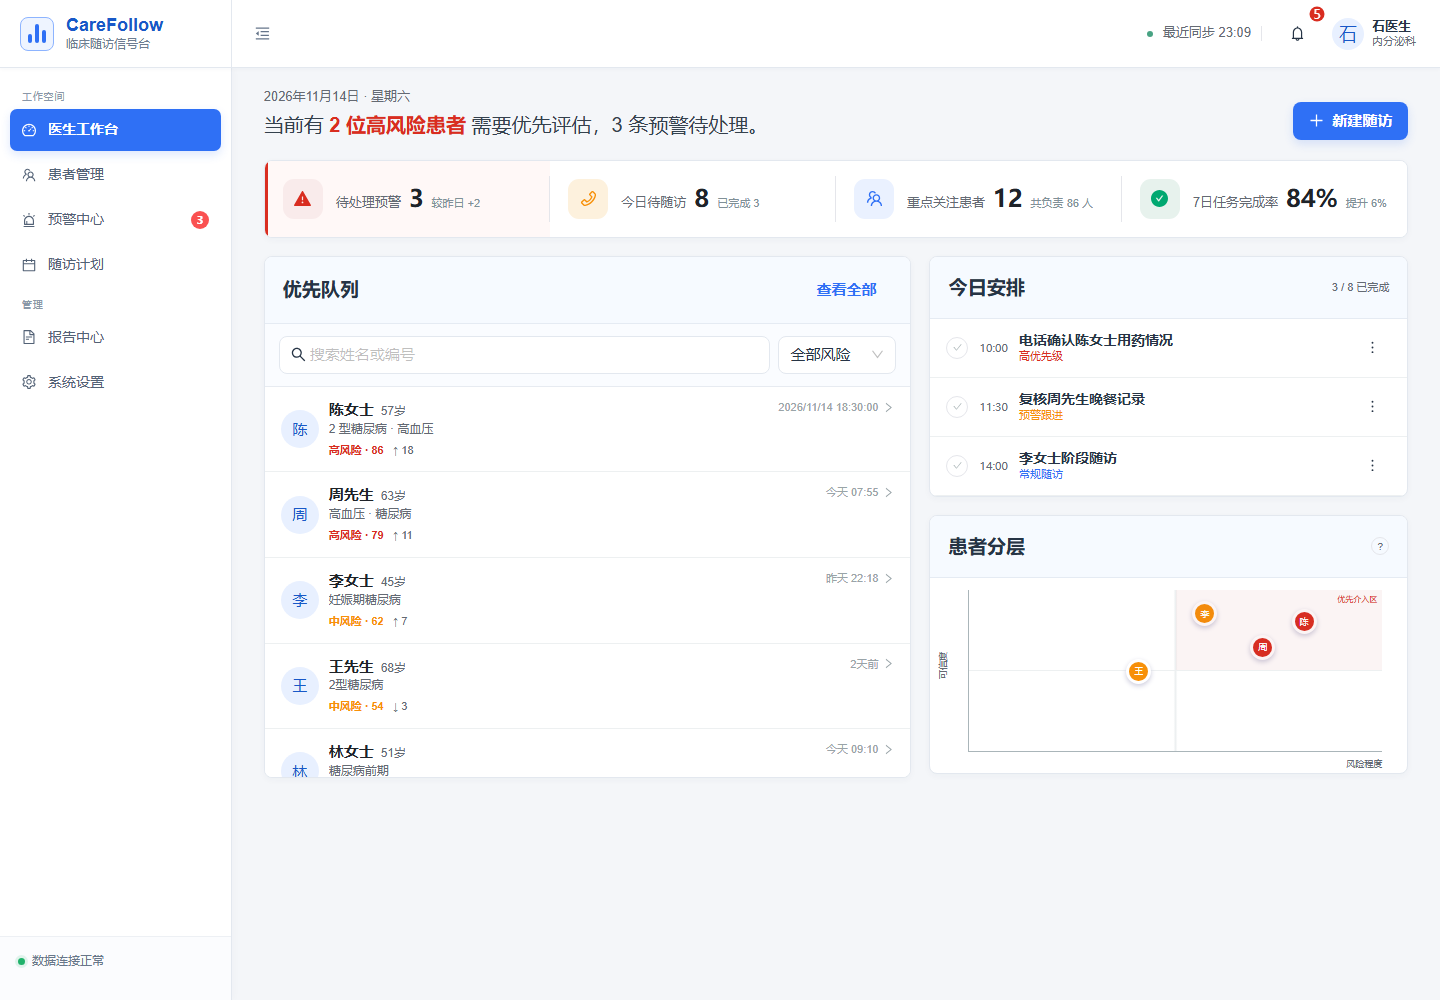 CareFollow
临床随访信号台
最近同步 23:09
5
石
石医生
内分泌科
工作空间
医生工作台
患者管理
预警中心 3
随访计划
管理
报告中心
系统设置
数据连接正常
2026年11月14日 · 星期六
当前有 2 位高风险患者 需要优先评估，3 条预警待处理。
新建随访
待处理预警 3 较昨日 +2
今日待随访 8 已完成 3
重点关注患者 12 共负责 86 人
7日任务完成率 84% 提升 6%
优先队列
查看全部
搜索姓名或编号
全部风险
陈
陈女士 57岁
2026/11/14 18:30:00
2 型糖尿病 · 高血压
高风险 · 86 ↑ 18
周
周先生 63岁
今天 07:55
高血压 · 糖尿病
高风险 · 79 ↑ 11
李
李女士 45岁
昨天 22:18
妊娠期糖尿病
中风险 · 62 ↑ 7
王
王先生 68岁
2天前
2型糖尿病
中风险 · 54 ↓ 3
林
林女士 51岁
今天 09:10
糖尿病前期
今日安排
3 / 8 已完成
10:00 电话确认陈女士用药情况
高优先级
11:30 复核周先生晚餐记录
预警跟进
14:00 李女士阶段随访
常规随访
患者分层
?
优先介入区
李
陈
周
王
风险程度